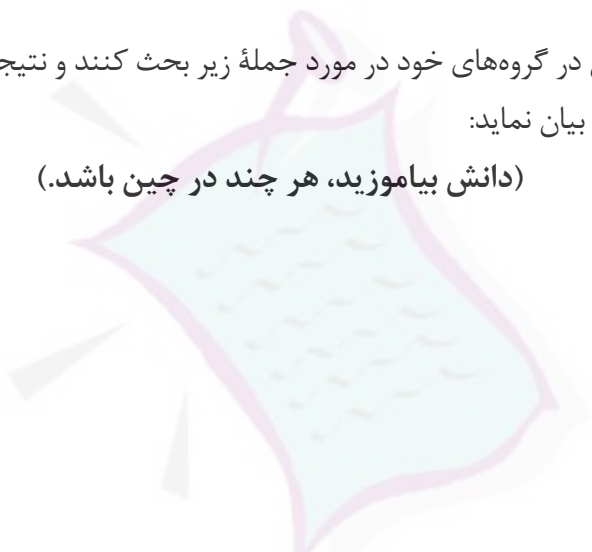 در گروه‌های خود در مورد جملهٔ زیر بحث کنند و
بیان نماید:
(دانش بیاموزید، هر چند در چین باشد.)